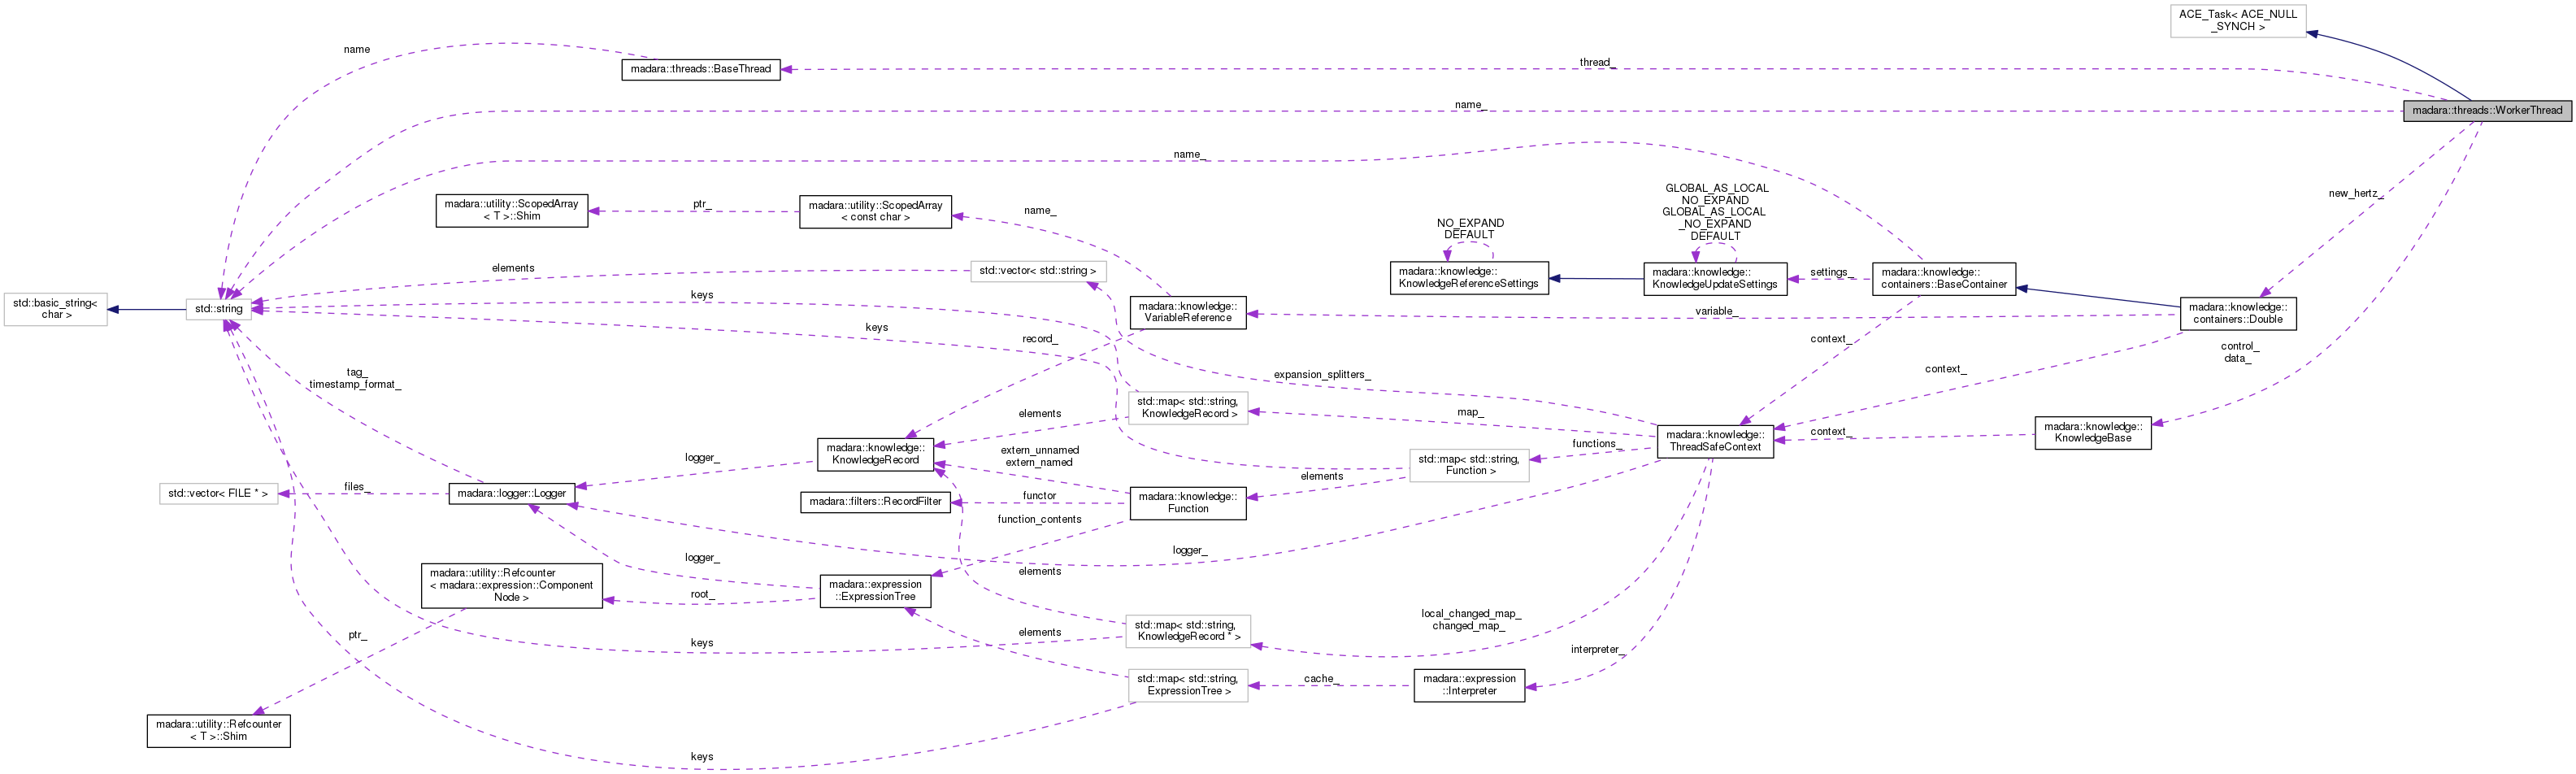 ACE_Task< ACE_NULL
_SYNCH >
name
madara::threads::BaseThread
thread_
name_
madara::threads::WorkerThread
name_
GLOBAL_AS_LOCAL
NO_EXPAND
GLOBAL_AS_LOCAL
_NO_EXPAND
DEFAULT
new_hertz_
madara::utility::ScopedArray
< T >::Shim
ptr_
madara::utility::ScopedArray
< const char >
name_
NO_EXPAND
DEFAULT
std::vector< std::string >
elements
madara::knowledge::
KnowledgeReferenceSettings
madara::knowledge::
KnowledgeUpdateSettings
settings_
madara::knowledge::
containers::BaseContainer
std::basic_string<
char >
std::string
keys
madara::knowledge::
VariableReference
variable_
madara::knowledge::
containers::Double
keys
record_
context_
control_
data_
tag_
timestamp_format_
expansion_splitters_
context_
std::map< std::string,
KnowledgeRecord >
elements
map_
madara::knowledge::
ThreadSafeContext
context_
madara::knowledge::
KnowledgeBase
madara::knowledge::
KnowledgeRecord
logger_
extern_unnamed
extern_named
std::map< std::string,
Function >
functions_
elements
std::vector< FILE * >
files_
madara::logger::Logger
madara::filters::RecordFilter
functor
madara::knowledge::
Function
function_contents
logger_
logger_
elements
madara::utility::Refcounter
< madara::expression::Component
Node >
root_
madara::expression
::ExpressionTree
local_changed_map_
changed_map_
std::map< std::string,
KnowledgeRecord * >
elements
keys
ptr_
interpreter_
std::map< std::string,
ExpressionTree >
cache_
madara::expression
::Interpreter
madara::utility::Refcounter
< T >::Shim
keys